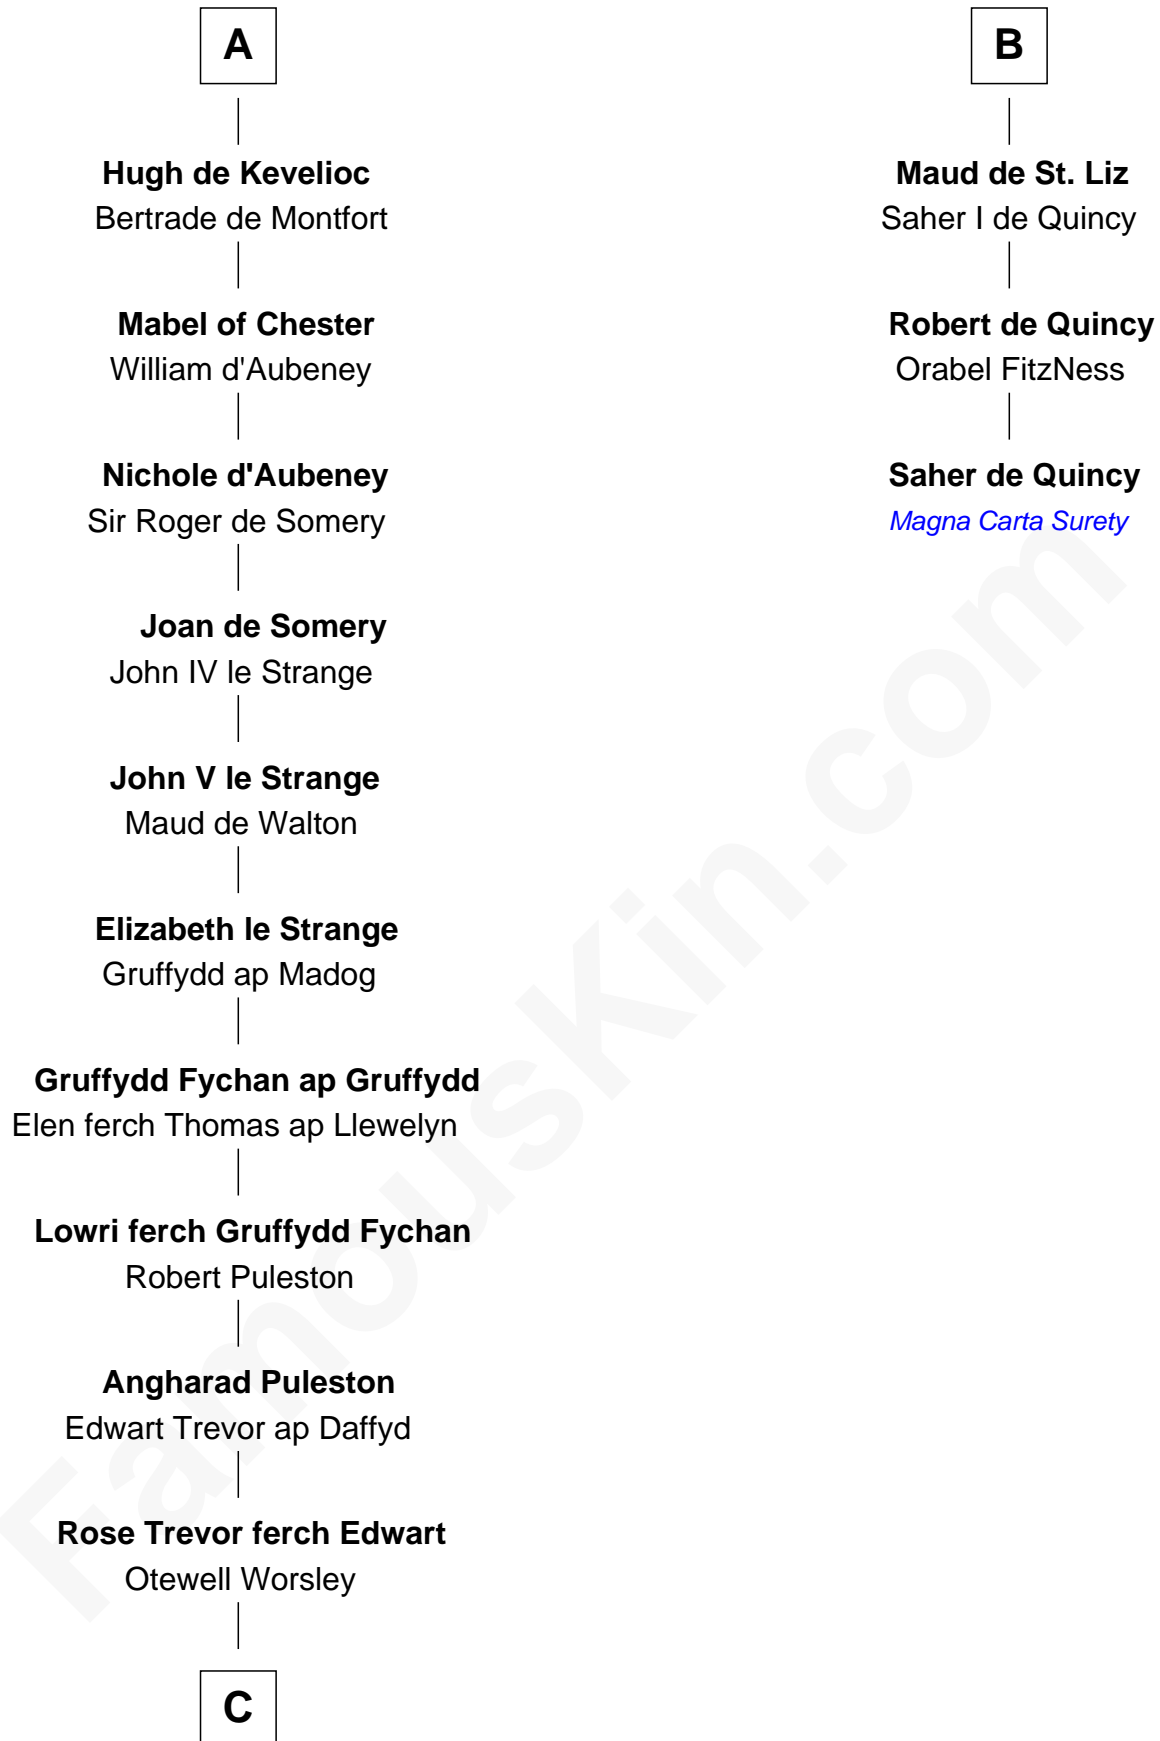 A
Hugh de Kevelioc
Bertrade de Montfort
Mabel of Chester
William d'Aubeney
Nichole d'Aubeney
Sir Roger de Somery
Joan de Somery
John IV le Strange
John V le Strange
Maud de Walton
Elizabeth le Strange
Gruffydd ap Madog
Gruffydd Fychan ap Gruffydd
Elen ferch Thomas ap Llewelyn
Lowri ferch Gruffydd Fychan
Robert Puleston
Angharad Puleston
Edwart Trevor ap Daffyd
Rose Trevor ferch Edwart
Otewell Worsley
C
B
Maud de St. Liz
Saher I de Quincy
Robert de Quincy
Orabel FitzNess
Saher de Quincy
Magna Carta Surety
FamousKin.com